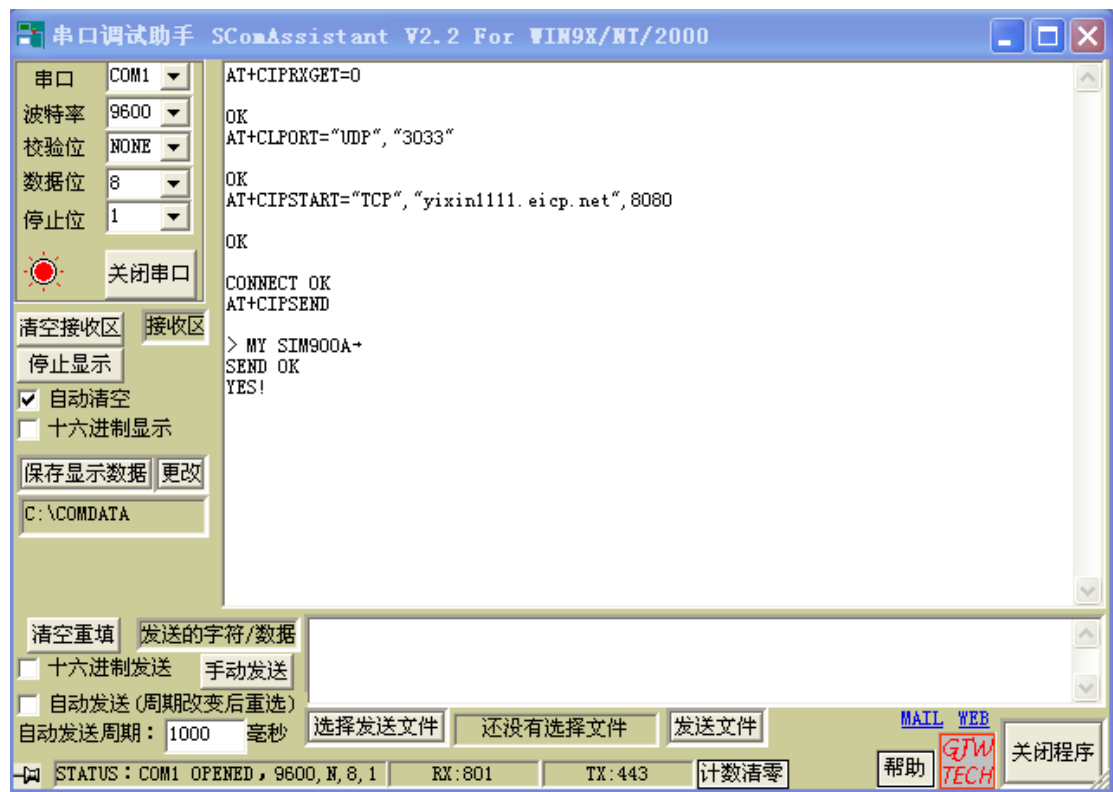 串口调试助手 SComAssistant V2.2 For WIN9X/NT/2000
串口 COM1
波特率 9600
校验位 NONE
数据位 8
停止位 1
关闭串口
清空接收区 接收区
停止显示
自动清空
十六进制显示
保存显示数据 更改
C:\COMDATA
AT+CIPRXGET=0
OK
AT+CLPORT="UDP","3033"
OK
AT+CIPSTART="TCP","yixin1111.eicp.net",8080
OK
CONNECT OK
AT+CIPSEND
> MY SIM900A→
SEND OK
YES!
清空重填 发送的字符/数据
十六进制发送 手动发送
自动发送(周期改变后重选)
自动发送周期: 1000 毫秒 选择发送文件 还没有选择文件 发送文件
MAIL WEB
帮助 GJW TECH 关闭程序
STATUS:COM1 OPENED,9600,N,8,1 RX:801 TX:443 计数清零